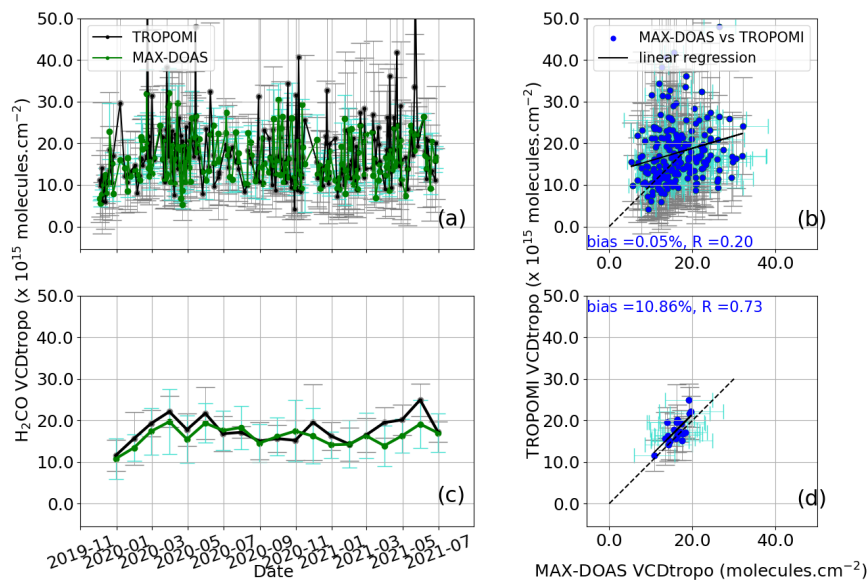 50.0
40.0
30.0
20.0
10.0
0.0
TROPOMI
MAX-DOAS
(a)
50.0
40.0
30.0
20.0
10.0
0.0
MAX-DOAS vs TROPOMI
linear regression
(b)
bias =0.05%, R =0.20
0.0 20.0 40.0
H₂CO VCDtropo (x 10¹⁵ molecules.cm⁻²)
TROPOMI VCDtropo (x 10¹⁵ molecules.cm⁻²)
50.0
40.0
30.0
20.0
10.0
0.0
(c)
2019-11
2020-01
2020-03
2020-05
2020-07
2020-09
2020-11
2021-01
2021-03
2021-05
2021-07
Date
50.0
40.0
30.0
20.0
10.0
0.0
bias =10.86%, R =0.73
(d)
0.0 20.0 40.0
MAX-DOAS VCDtropo (molecules.cm⁻²)